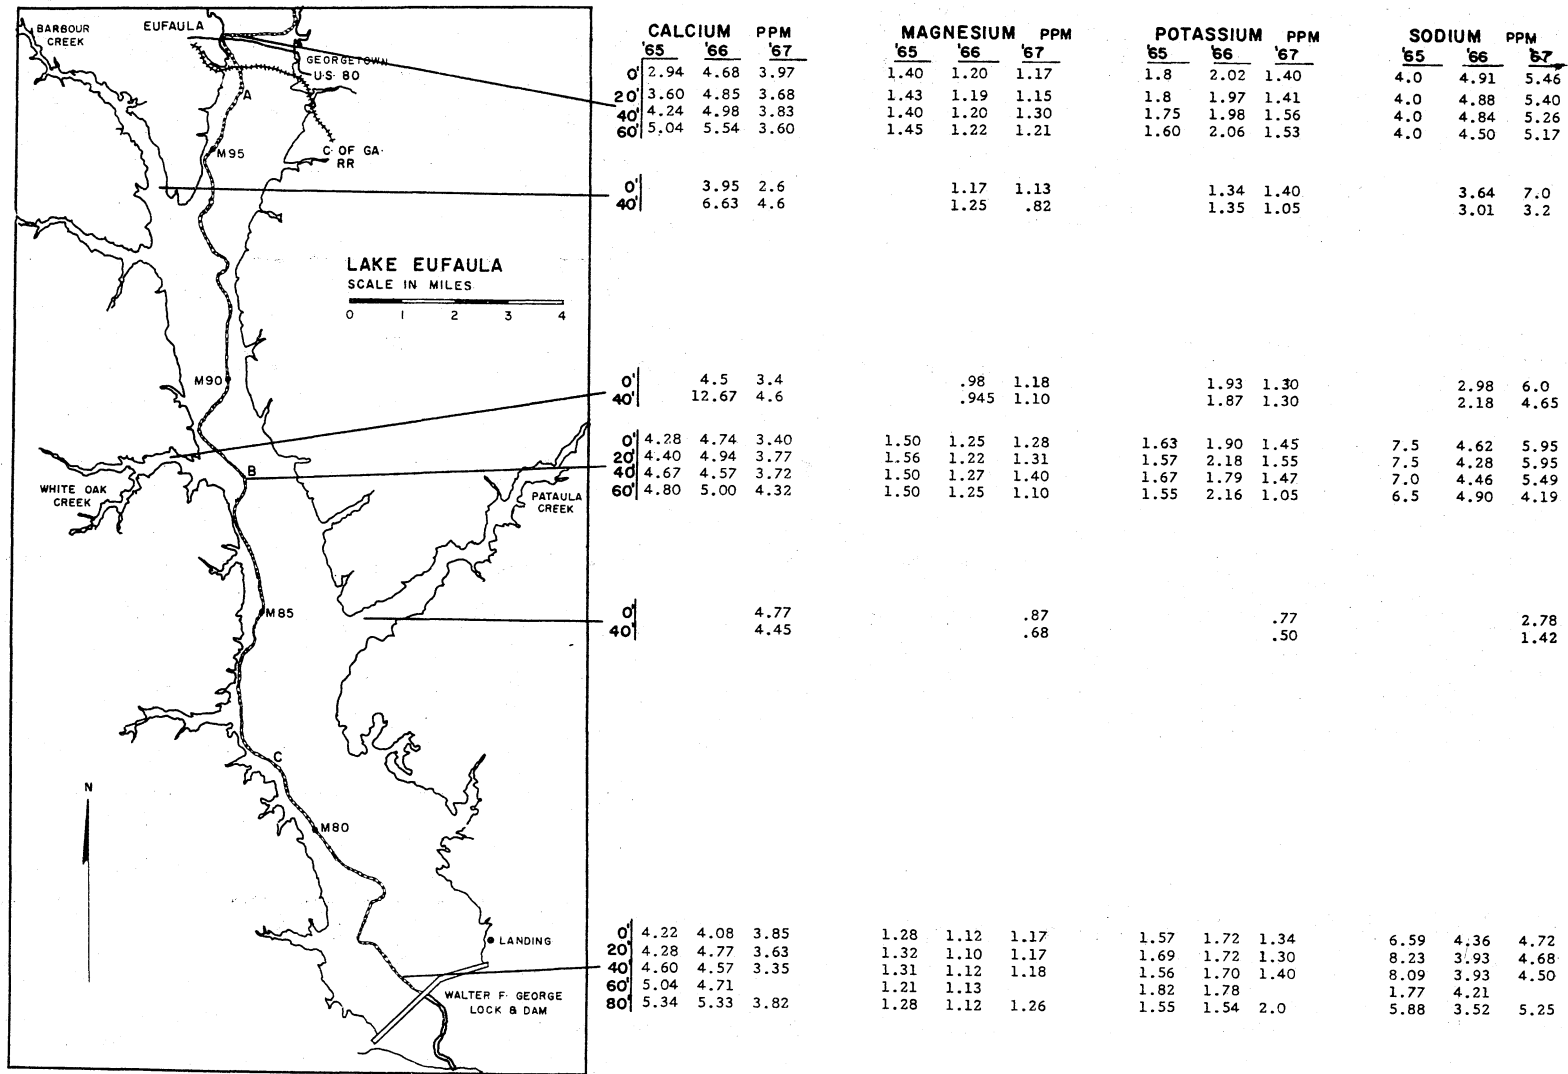 BARBOUR
CREEK
EUFAULA
GEORGETOWN
U·S· 80
A
C· OF GA·
RR
M95
LAKE EUFAULA
SCALE IN MILES
0 1 2 3 4
M90
B
WHITE OAK
CREEK
PATAULA
CREEK
M85
C
N
M80
LANDING
WALTER F· GEORGE
LOCK & DAM
CALCIUM PPM MAGNESIUM PPM POTASSIUM PPM SODIUM PPM
'65 '66 '67 '65 '66 '67 '65 '66 '67 '65 '66 '67
0' 2.94 4.68 3.97 1.40 1.20 1.17 1.8 2.02 1.40 4.0 4.91 5.46
20' 3.60 4.85 3.68 1.43 1.19 1.15 1.8 1.97 1.41 4.0 4.88 5.40
40' 4.24 4.98 3.83 1.40 1.20 1.30 1.75 1.98 1.56 4.0 4.84 5.26
60' 5.04 5.54 3.60 1.45 1.22 1.21 1.60 2.06 1.53 4.0 4.50 5.17
0' 3.95 2.6 1.17 1.13 1.34 1.40 3.64 7.0
40' 6.63 4.6 1.25 .82 1.35 1.05 3.01 3.2
0' 4.5 3.4 .98 1.18 1.93 1.30 2.98 6.0
40' 12.67 4.6 .945 1.10 1.87 1.30 2.18 4.65
0' 4.28 4.74 3.40 1.50 1.25 1.28 1.63 1.90 1.45 7.5 4.62 5.95
20' 4.40 4.94 3.77 1.56 1.22 1.31 1.57 2.18 1.55 7.5 4.28 5.95
40' 4.67 4.57 3.72 1.50 1.27 1.40 1.67 1.79 1.47 7.0 4.46 5.49
60' 4.80 5.00 4.32 1.50 1.25 1.10 1.55 2.16 1.05 6.5 4.90 4.19
0' 4.77 .87 .77 2.78
40' 4.45 .68 .50 1.42
0' 4.22 4.08 3.85 1.28 1.12 1.17 1.57 1.72 1.34 6.59 4.36 4.72
20' 4.28 4.77 3.63 1.32 1.10 1.17 1.69 1.72 1.30 8.23 3.93 4.68
40' 4.60 4.57 3.35 1.31 1.12 1.18 1.56 1.70 1.40 8.09 3.93 4.50
60' 5.04 4.71 1.21 1.13 1.82 1.78 1.77 4.21
80' 5.34 5.33 3.82 1.28 1.12 1.26 1.55 1.54 2.0 5.88 3.52 5.25